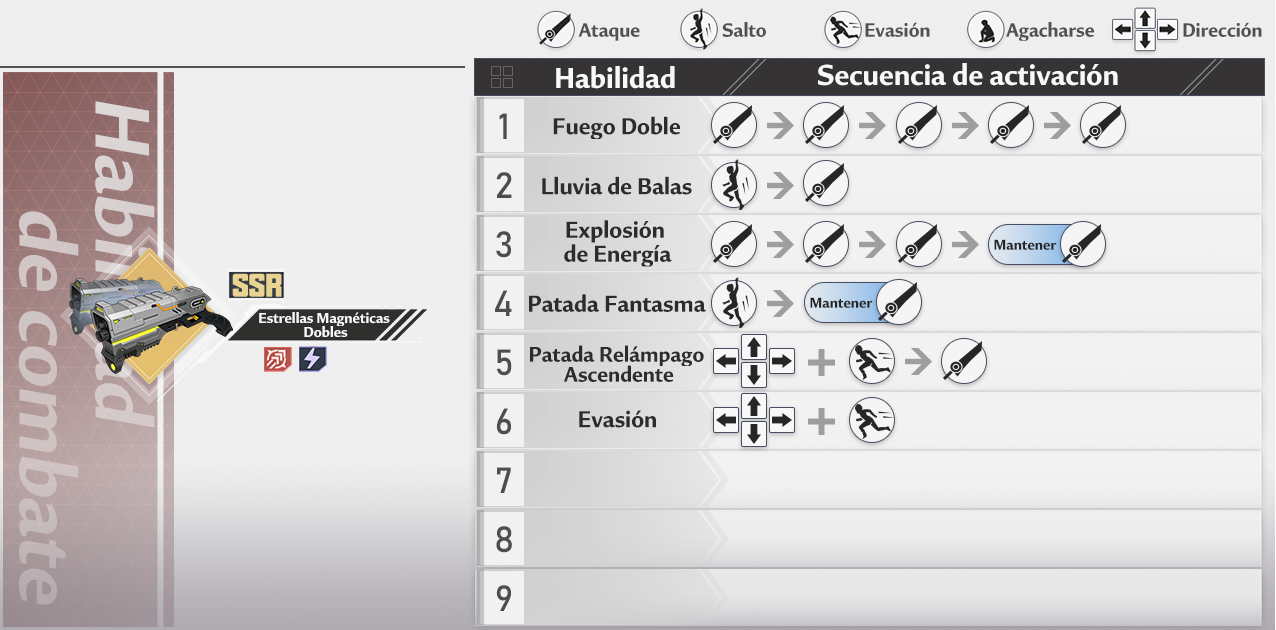 Ataque
Salto
Evasión
Agacharse
Dirección
Habilidad
de combate
SSR
Estrellas Magnéticas
Dobles
Habilidad
Secuencia de activación
1
Fuego Doble
2
Lluvia de Balas
3
Explosión
de Energía
Mantener
4
Patada Fantasma
Mantener
5
Patada Relámpago
Ascendente
6
Evasión
7
8
9